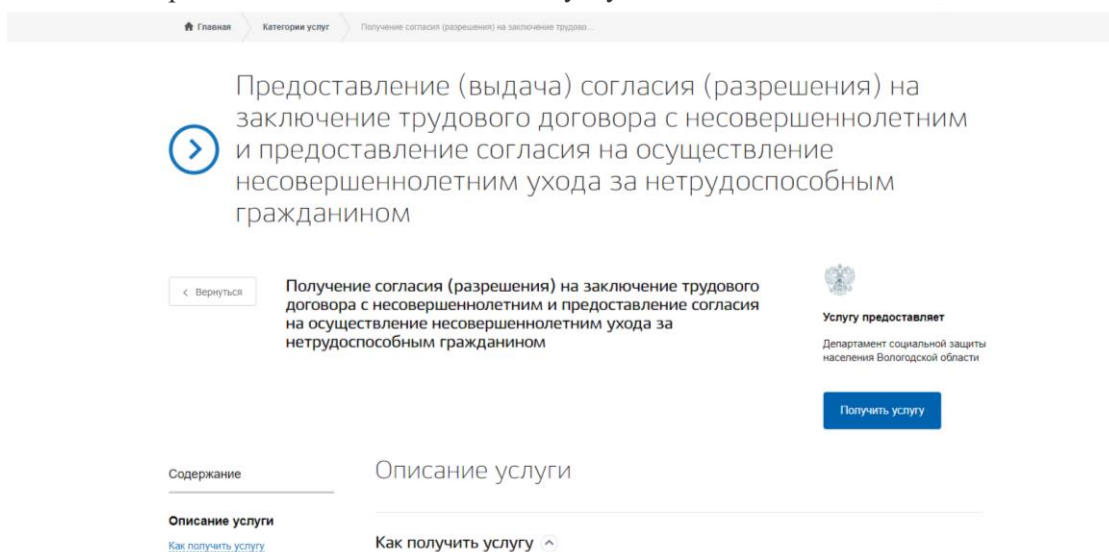 Главная
Категории услуг
Получение согласия (разрешения) на заключение трудово...
Предоставление (выдача) согласия (разрешения) на
заключение трудового договора с несовершеннолетним
и предоставление согласия на осуществление
несовершеннолетним ухода за нетрудоспособным
гражданином
Вернуться
Получение согласия (разрешения) на заключение трудового
договора с несовершеннолетним и предоставление согласия
на осуществление несовершеннолетним ухода за
нетрудоспособным гражданином
Услугу предоставляет
Департамент социальной защиты
населения Вологодской области
Получить услугу
Содержание
Описание услуги
Описание услуги
Как получить услугу
Как получить услугу